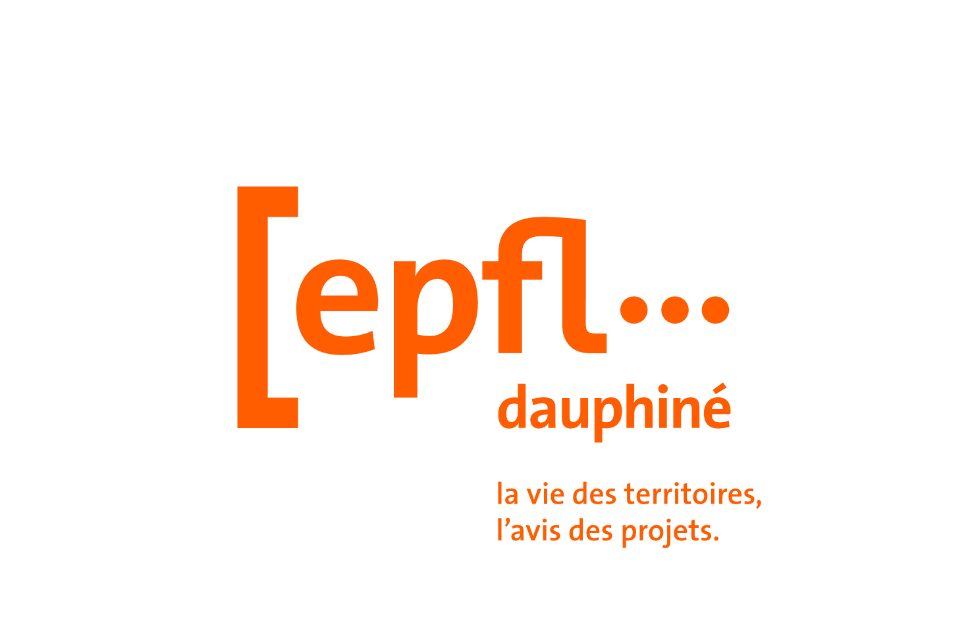 [epfl...
dauphiné
la vie des territoires,
l’avis des projets.